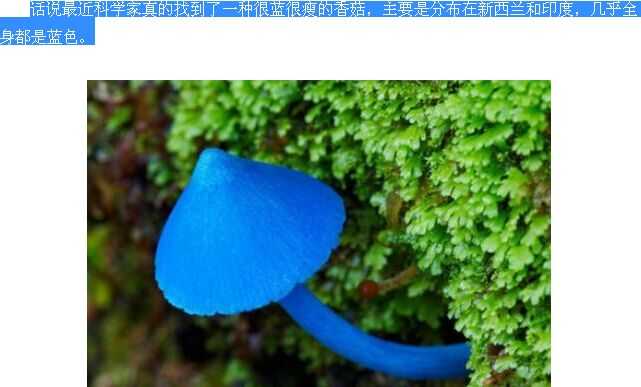 话说最近科学家真的找到了一种很蓝很瘦的香菇，主要是分布在新西兰和印度，几乎全
身都是蓝色。